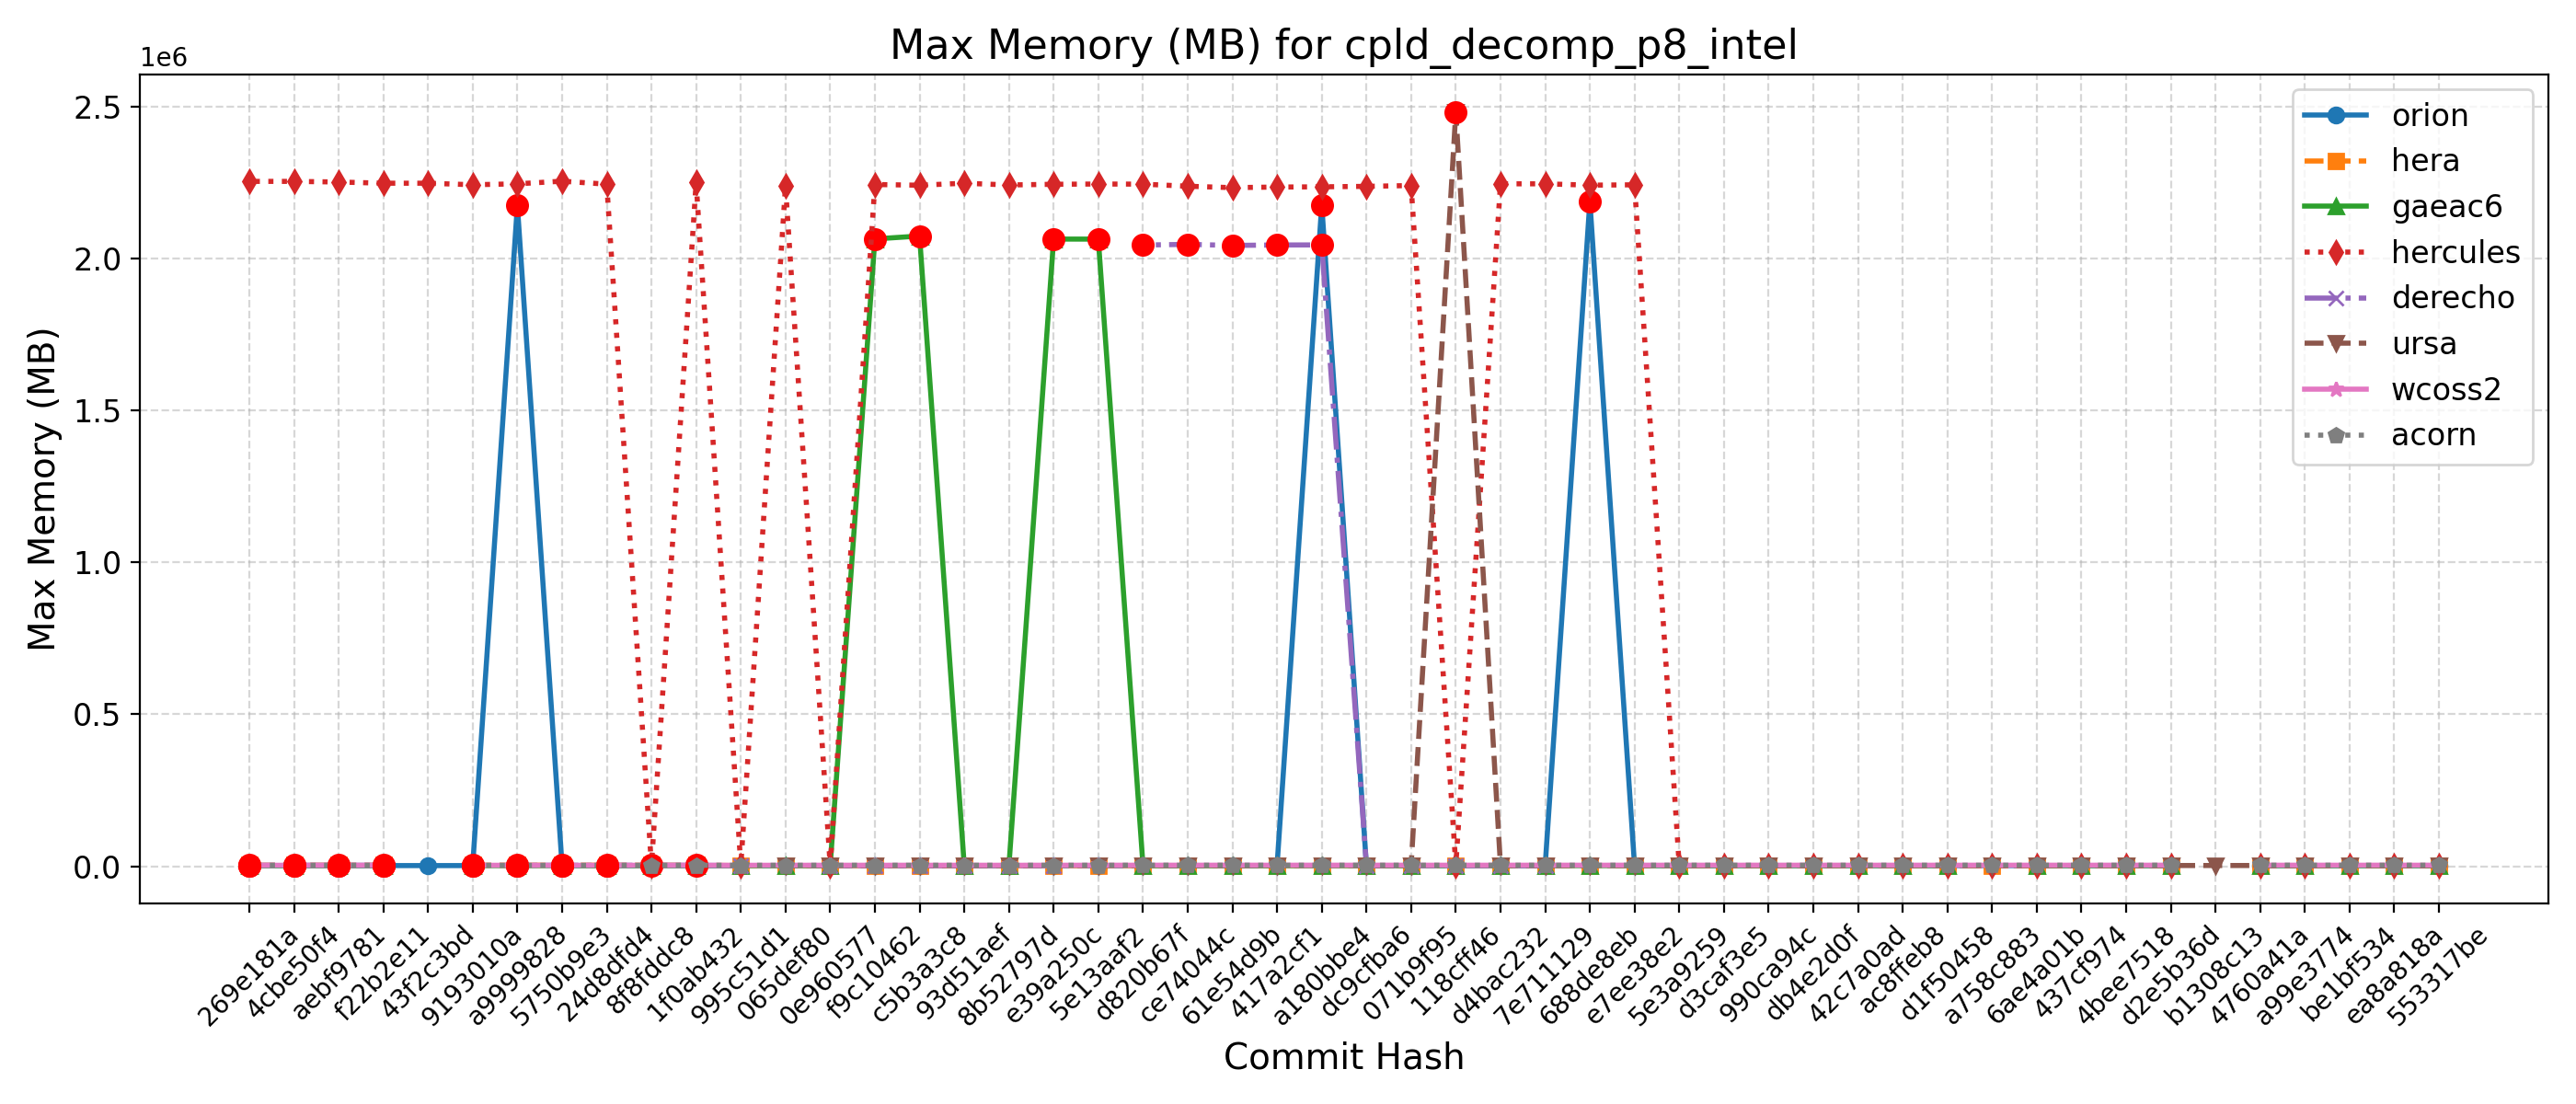 Max Memory (MB) for cpld_decomp_p8_intel
1e6
2.5
2.0
1.5
1.0
0.5
0.0
Max Memory (MB)
orion
hera
gaeac6
hercules
derecho
ursa
wcoss2
acorn
269e181a
4cbe50f4
aebf9781
f22b2e11
43f2c3bd
9193010a
a9999828
5750b9e3
24d8dfd4
8f8fddc8
1f0ab432
995c51d1
065def80
0e960577
f9c10462
c5b3a3c8
93d51aef
8b52797d
e39a250c
5e13aaf2
d820b67f
ce74044c
61e54d9b
417a2cf1
a180bbe4
dc9cfba6
071b9f95
118cff46
d4bac232
7e711129
688de8eb
e7ee38e2
5e3a9259
d3caf3e5
990ca94c
db4e2d0f
42c7a0ad
ac8ffeb8
d1f50458
a758c883
6ae4a01b
437cf974
4bee7518
d2e5b36d
b1308c13
4760a41a
a99e3774
be1bf534
ea8a818a
553317be
Commit Hash